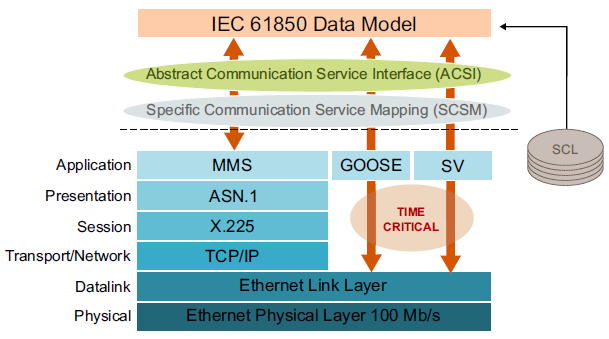 IEC 61850 Data Model
Abstract Communication Service Interface (ACSI)
Specific Communication Service Mapping (SCSM)
SCL
Application MMS GOOSE SV
Presentation ASN.1
TIME
CRITICAL
Session X.225
Transport/Network TCP/IP
Datalink Ethernet Link Layer
Physical Ethernet Physical Layer 100 Mb/s